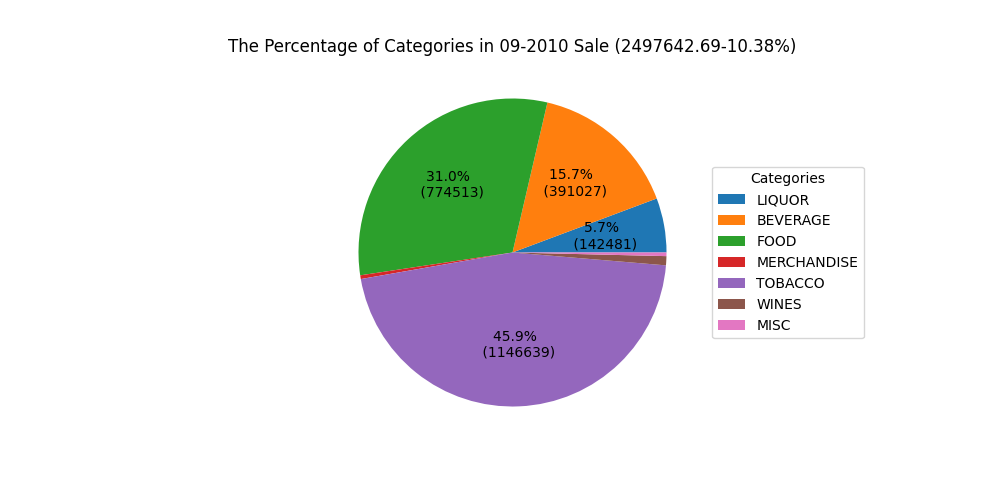 The Percentage of Categories in 09-2010 Sale (2497642.69-10.38%)
31.0%
(774513)
15.7%
(391027)
5.7%
(142481)
45.9%
(1146639)
Categories
LIQUOR
BEVERAGE
FOOD
MERCHANDISE
TOBACCO
WINES
MISC